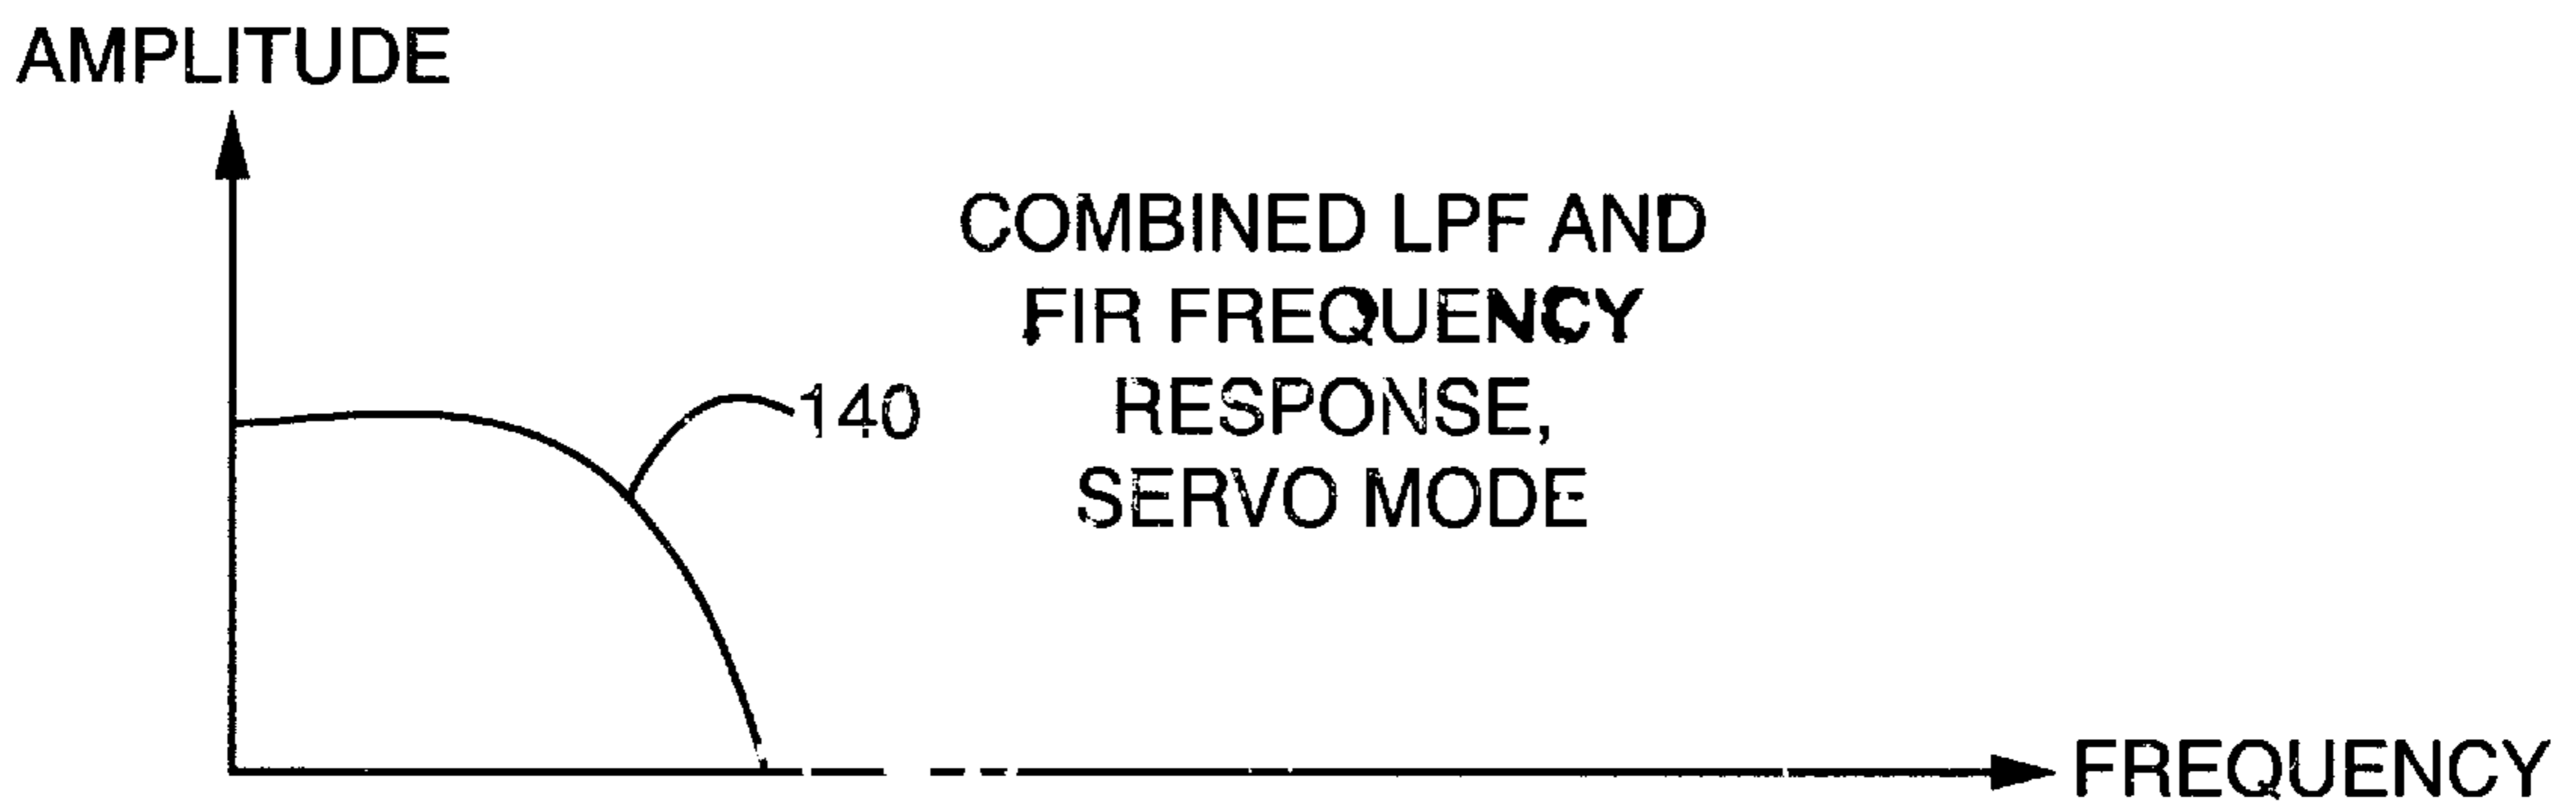 AMPLITUDE
COMBINED LPF AND
FIR FREQUENCY
RESPONSE,
SERVO MODE
140
FREQUENCY